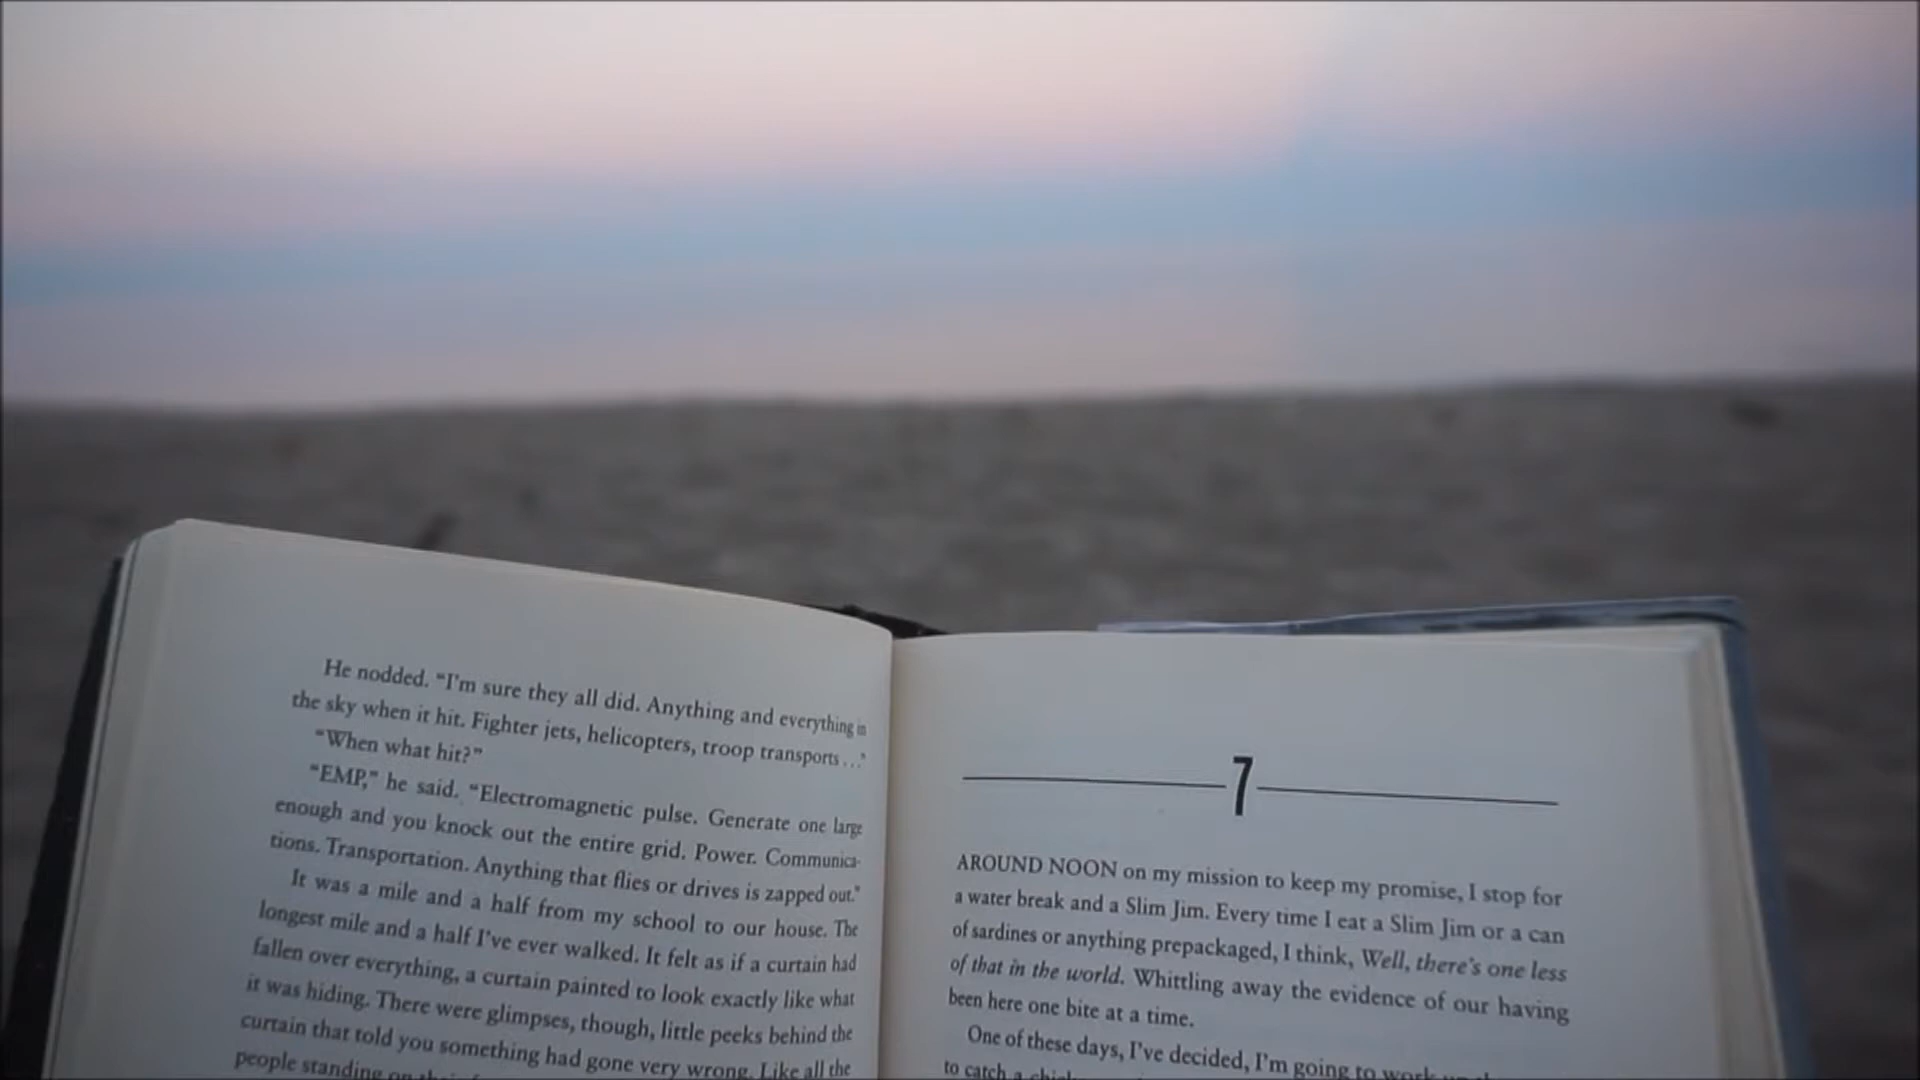 He nodded. “I’m sure they all did. Anything and everything in
the sky when it hit. Fighter jets, helicopters, troop transports . . .”
“When what hit?”
“EMP,” he said. “Electromagnetic pulse. Generate one large
enough and you knock out the entire grid. Power. Communica-
tions. Transportation. Anything that flies or drives is zapped out.”
It was a mile and a half from my school to our house. The
longest mile and a half I’ve ever walked. It felt as if a curtain had
fallen over everything, a curtain painted to look exactly like what
it was hiding. There were glimpses, though, little peeks behind the
curtain that told you something had gone very wrong. Like all the
people standing on
7
AROUND NOON on my mission to keep my promise, I stop for
a water break and a Slim Jim. Every time I eat a Slim Jim or a can
of sardines or anything prepackaged, I think, Well, there’s one less
of that in the world. Whittling away the evidence of our having
been here one bite at a time.
One of these days, I’ve decided, I’m going to work
to catch a